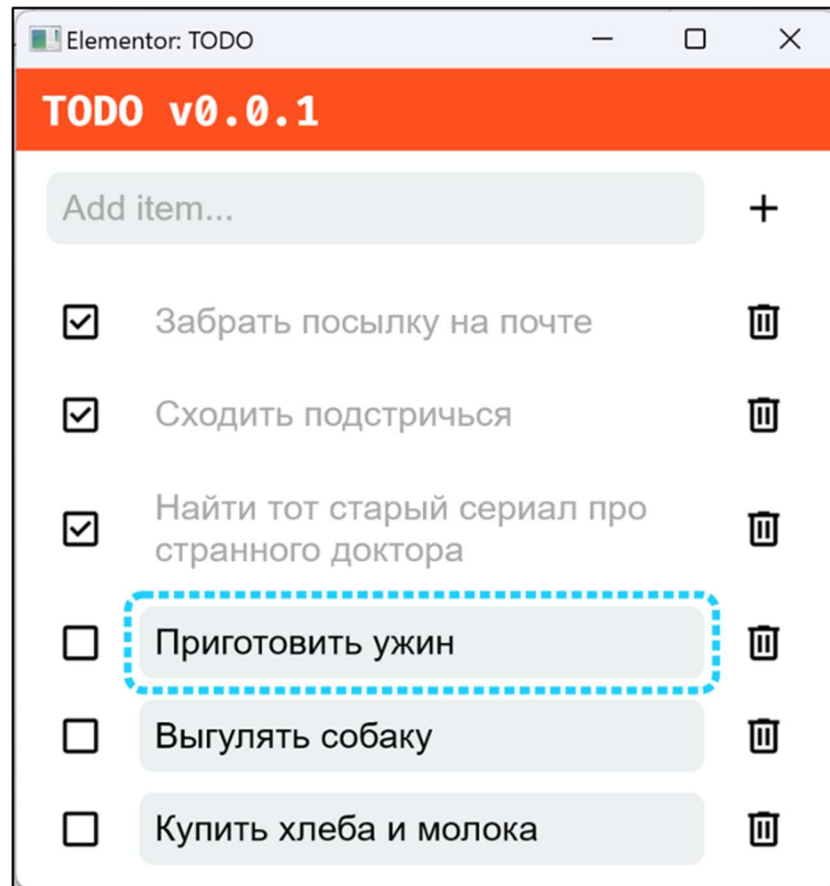 Elementor: TODO
TODO v0.0.1
Add item...
Забрать посылку на почте
Сходить подстричься
Найти тот старый сериал про
странного доктора
Приготовить ужин
Выгулять собаку
Купить хлеба и молока